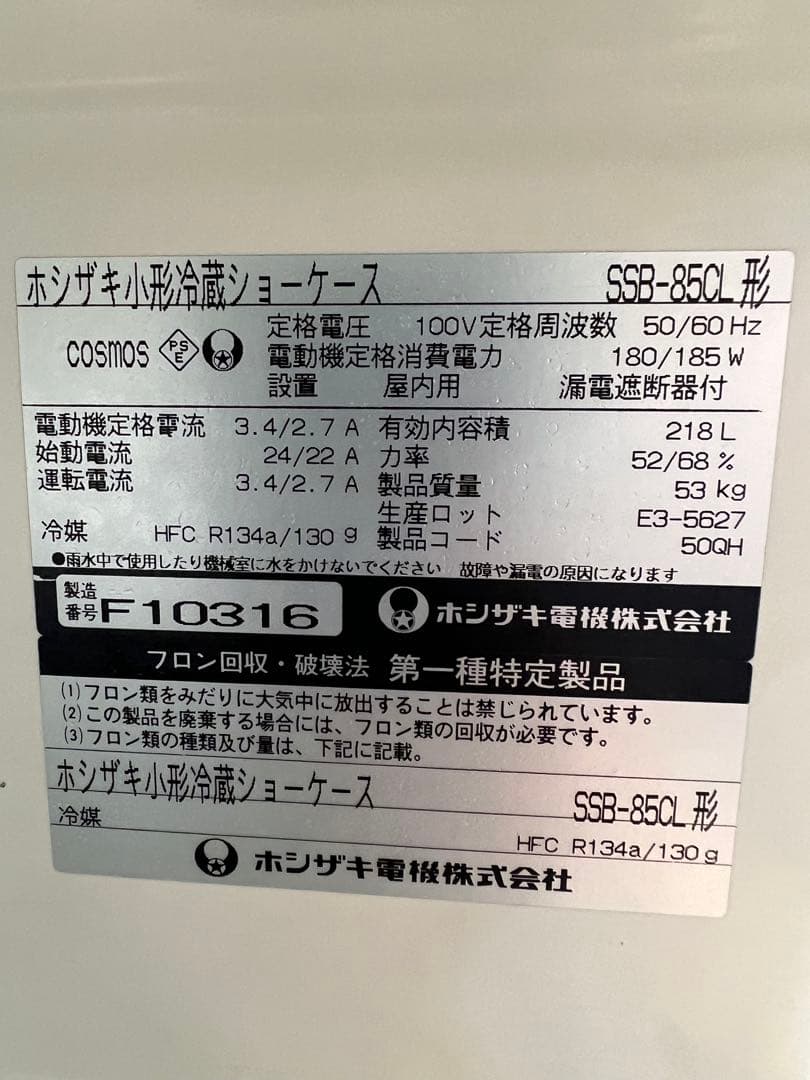 ホシザキ小形冷蔵ショーケース SSB-85CL形
cosmos PSE 定格電圧 100V 定格周波数 50/60 Hz
電動機定格消費電力 180/185 W
設置 屋内用 漏電遮断器付
電動機定格電流 3.4/2.7 A 有効内容積 218 L
始動電流 24/22 A 力率 52/68 %
運転電流 3.4/2.7 A 製品質量 53 kg
生産ロット E3-5627
冷媒 HFC R134a/130 g 製品コード 50QH
●雨水中で使用したり機械室に水をかけないでください 故障や漏電の原因になります
製造番号 F10316 ホシザキ電機株式会社
フロン回収・破壊法 第一種特定製品
(1)フロン類をみだりに大気中に放出することは禁じられています。
(2)この製品を廃棄する場合には、フロン類の回収が必要です。
(3)フロン類の種類及び量は、下記に記載。
ホシザキ小形冷蔵ショーケース SSB-85CL形
冷媒 HFC R134a/130 g
ホシザキ電機株式会社